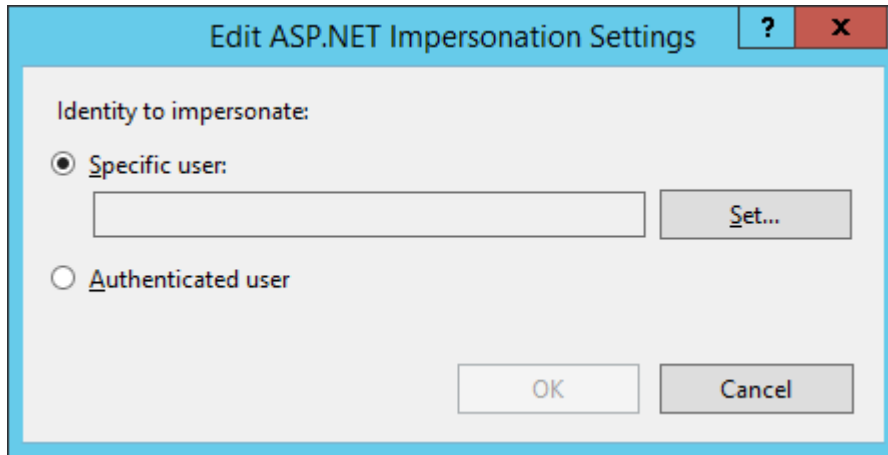 Edit ASP.NET Impersonation Settings ? x
Identity to impersonate:
Specific user:
Set...
Authenticated user
OK Cancel